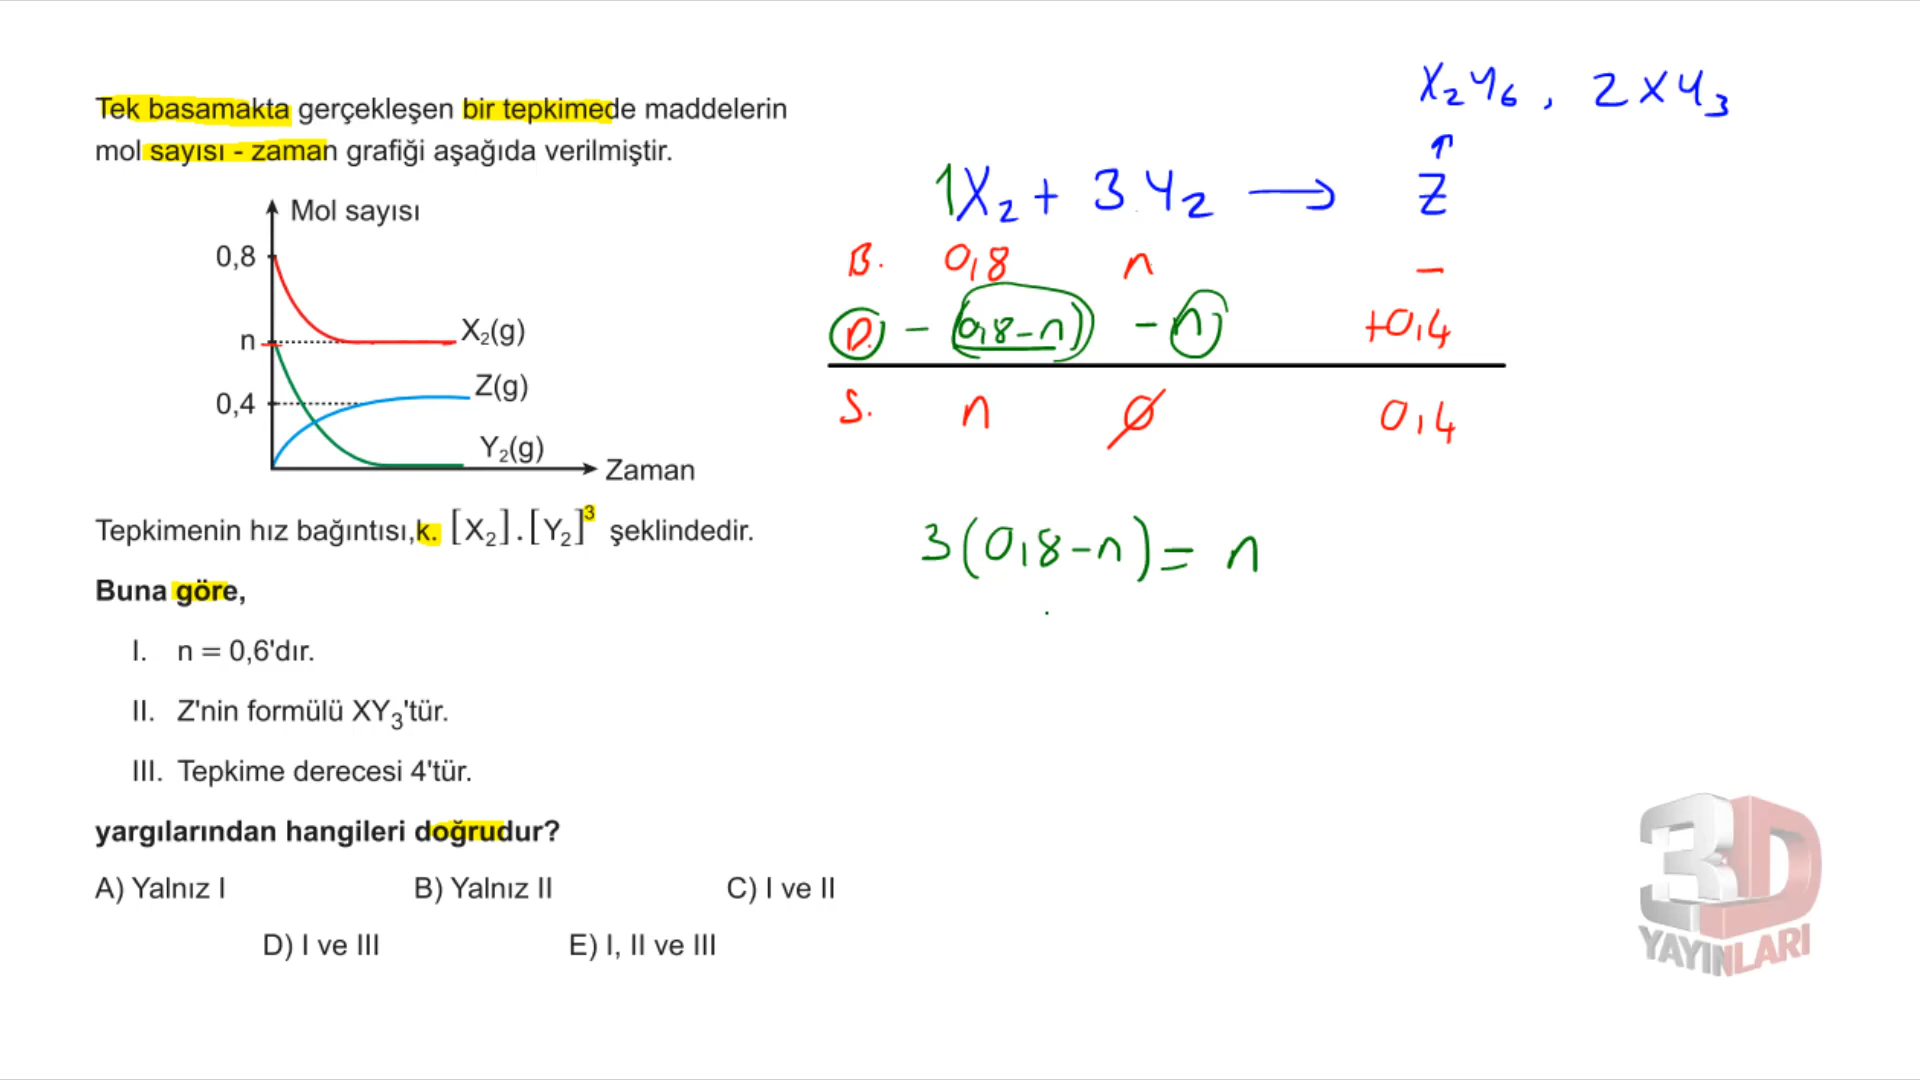 Tek basamakta gerçekleşen bir tepkimede maddelerin
mol sayısı - zaman grafiği aşağıda verilmiştir.
Mol sayısı
0,8
n
0,4
X₂(g)
Z(g)
Y₂(g)
Zaman
Tepkimenin hız bağıntısı,k. [X₂].[Y₂]³ şeklindedir.
Buna göre,
I. n = 0,6'dır.
II. Z'nin formülü XY₃'tür.
III. Tepkime derecesi 4'tür.
yargılarından hangileri doğrudur?
A) Yalnız I B) Yalnız II C) I ve II
D) I ve III E) I, II ve III
X₂Y₆, 2XY₃
↑
1X₂ + 3Y₂ → Z
B. 0,8 n –
D. – (0,8–n) – n +0,4
S. n Ø 0,4
3(0,8–n) = n
3D
YAYINLARI